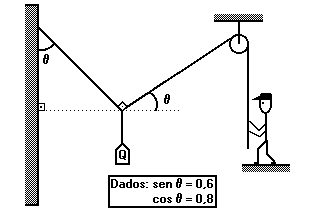 θ
θ
Q
Dados: sen θ = 0,6
cos θ = 0,8